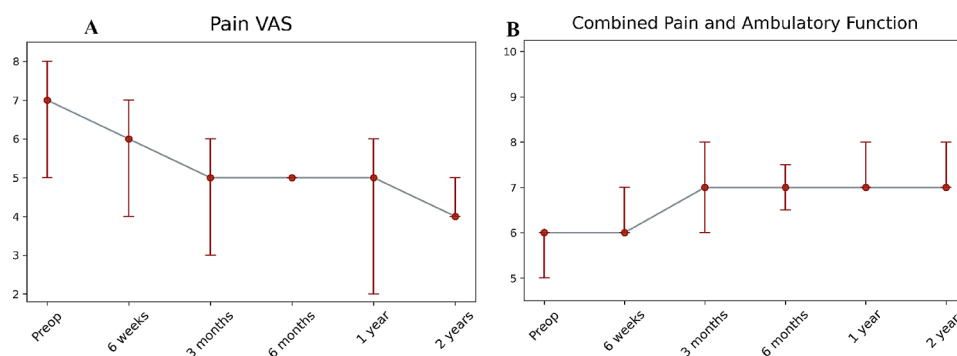 A
Pain VAS
8
7
6
5
4
3
2
Preop
6 weeks
3 months
6 months
1 year
2 years
B
Combined Pain and Ambulatory Function
10
9
8
7
6
5
Preop
6 weeks
3 months
6 months
1 year
2 year